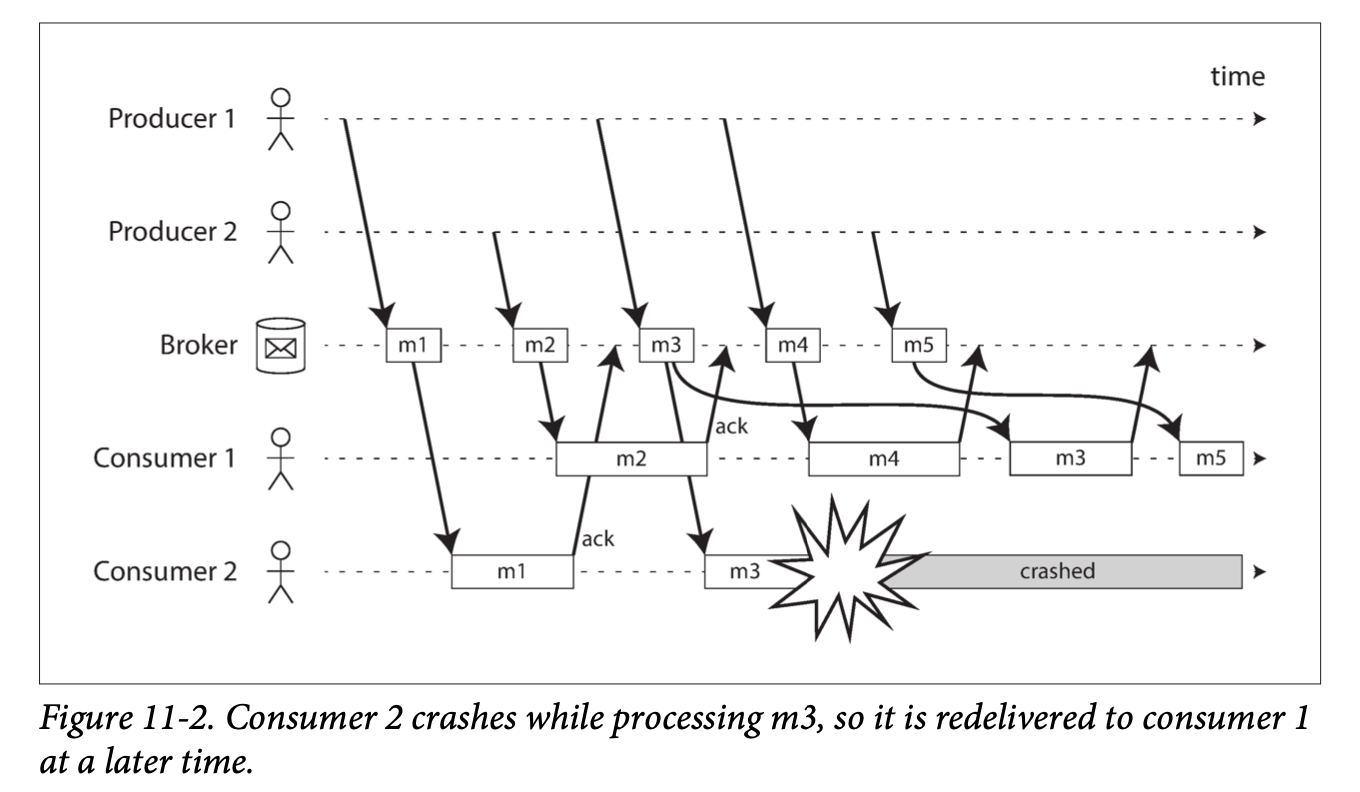 time
Producer 1
Producer 2
Broker
m1
m2
m3
m4
m5
ack
Consumer 1
m2
m4
m3
m5
ack
Consumer 2
m1
m3
crashed
Figure 11-2. Consumer 2 crashes while processing m3, so it is redelivered to consumer 1
at a later time.